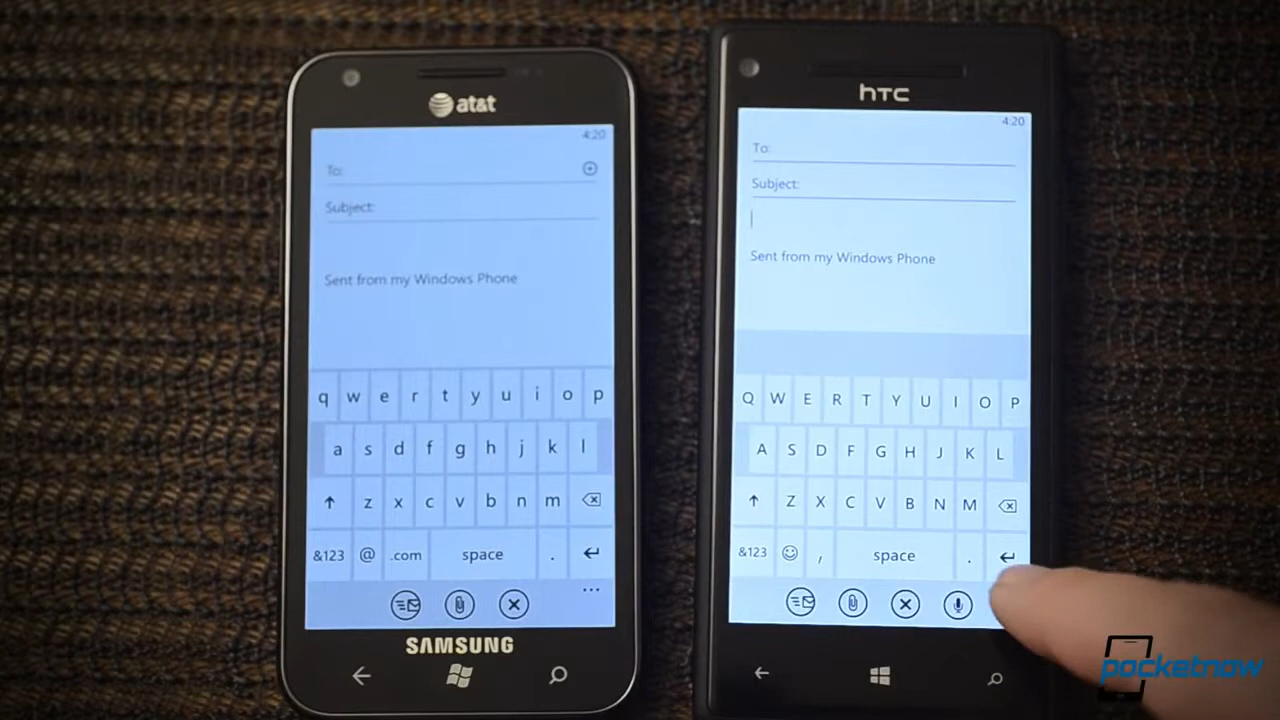 at&t
4:20
To:
Subject:
Sent from my Windows Phone
q w e r t y u i o p
a s d f g h j k l
z x c v b n m
&123 @ .com space .
SAMSUNG
hTC
4:20
To:
Subject:
Sent from my Windows Phone
Q W E R T Y U I O P
A S D F G H J K L
Z X C V B N M
&123 , space .
pocketnow